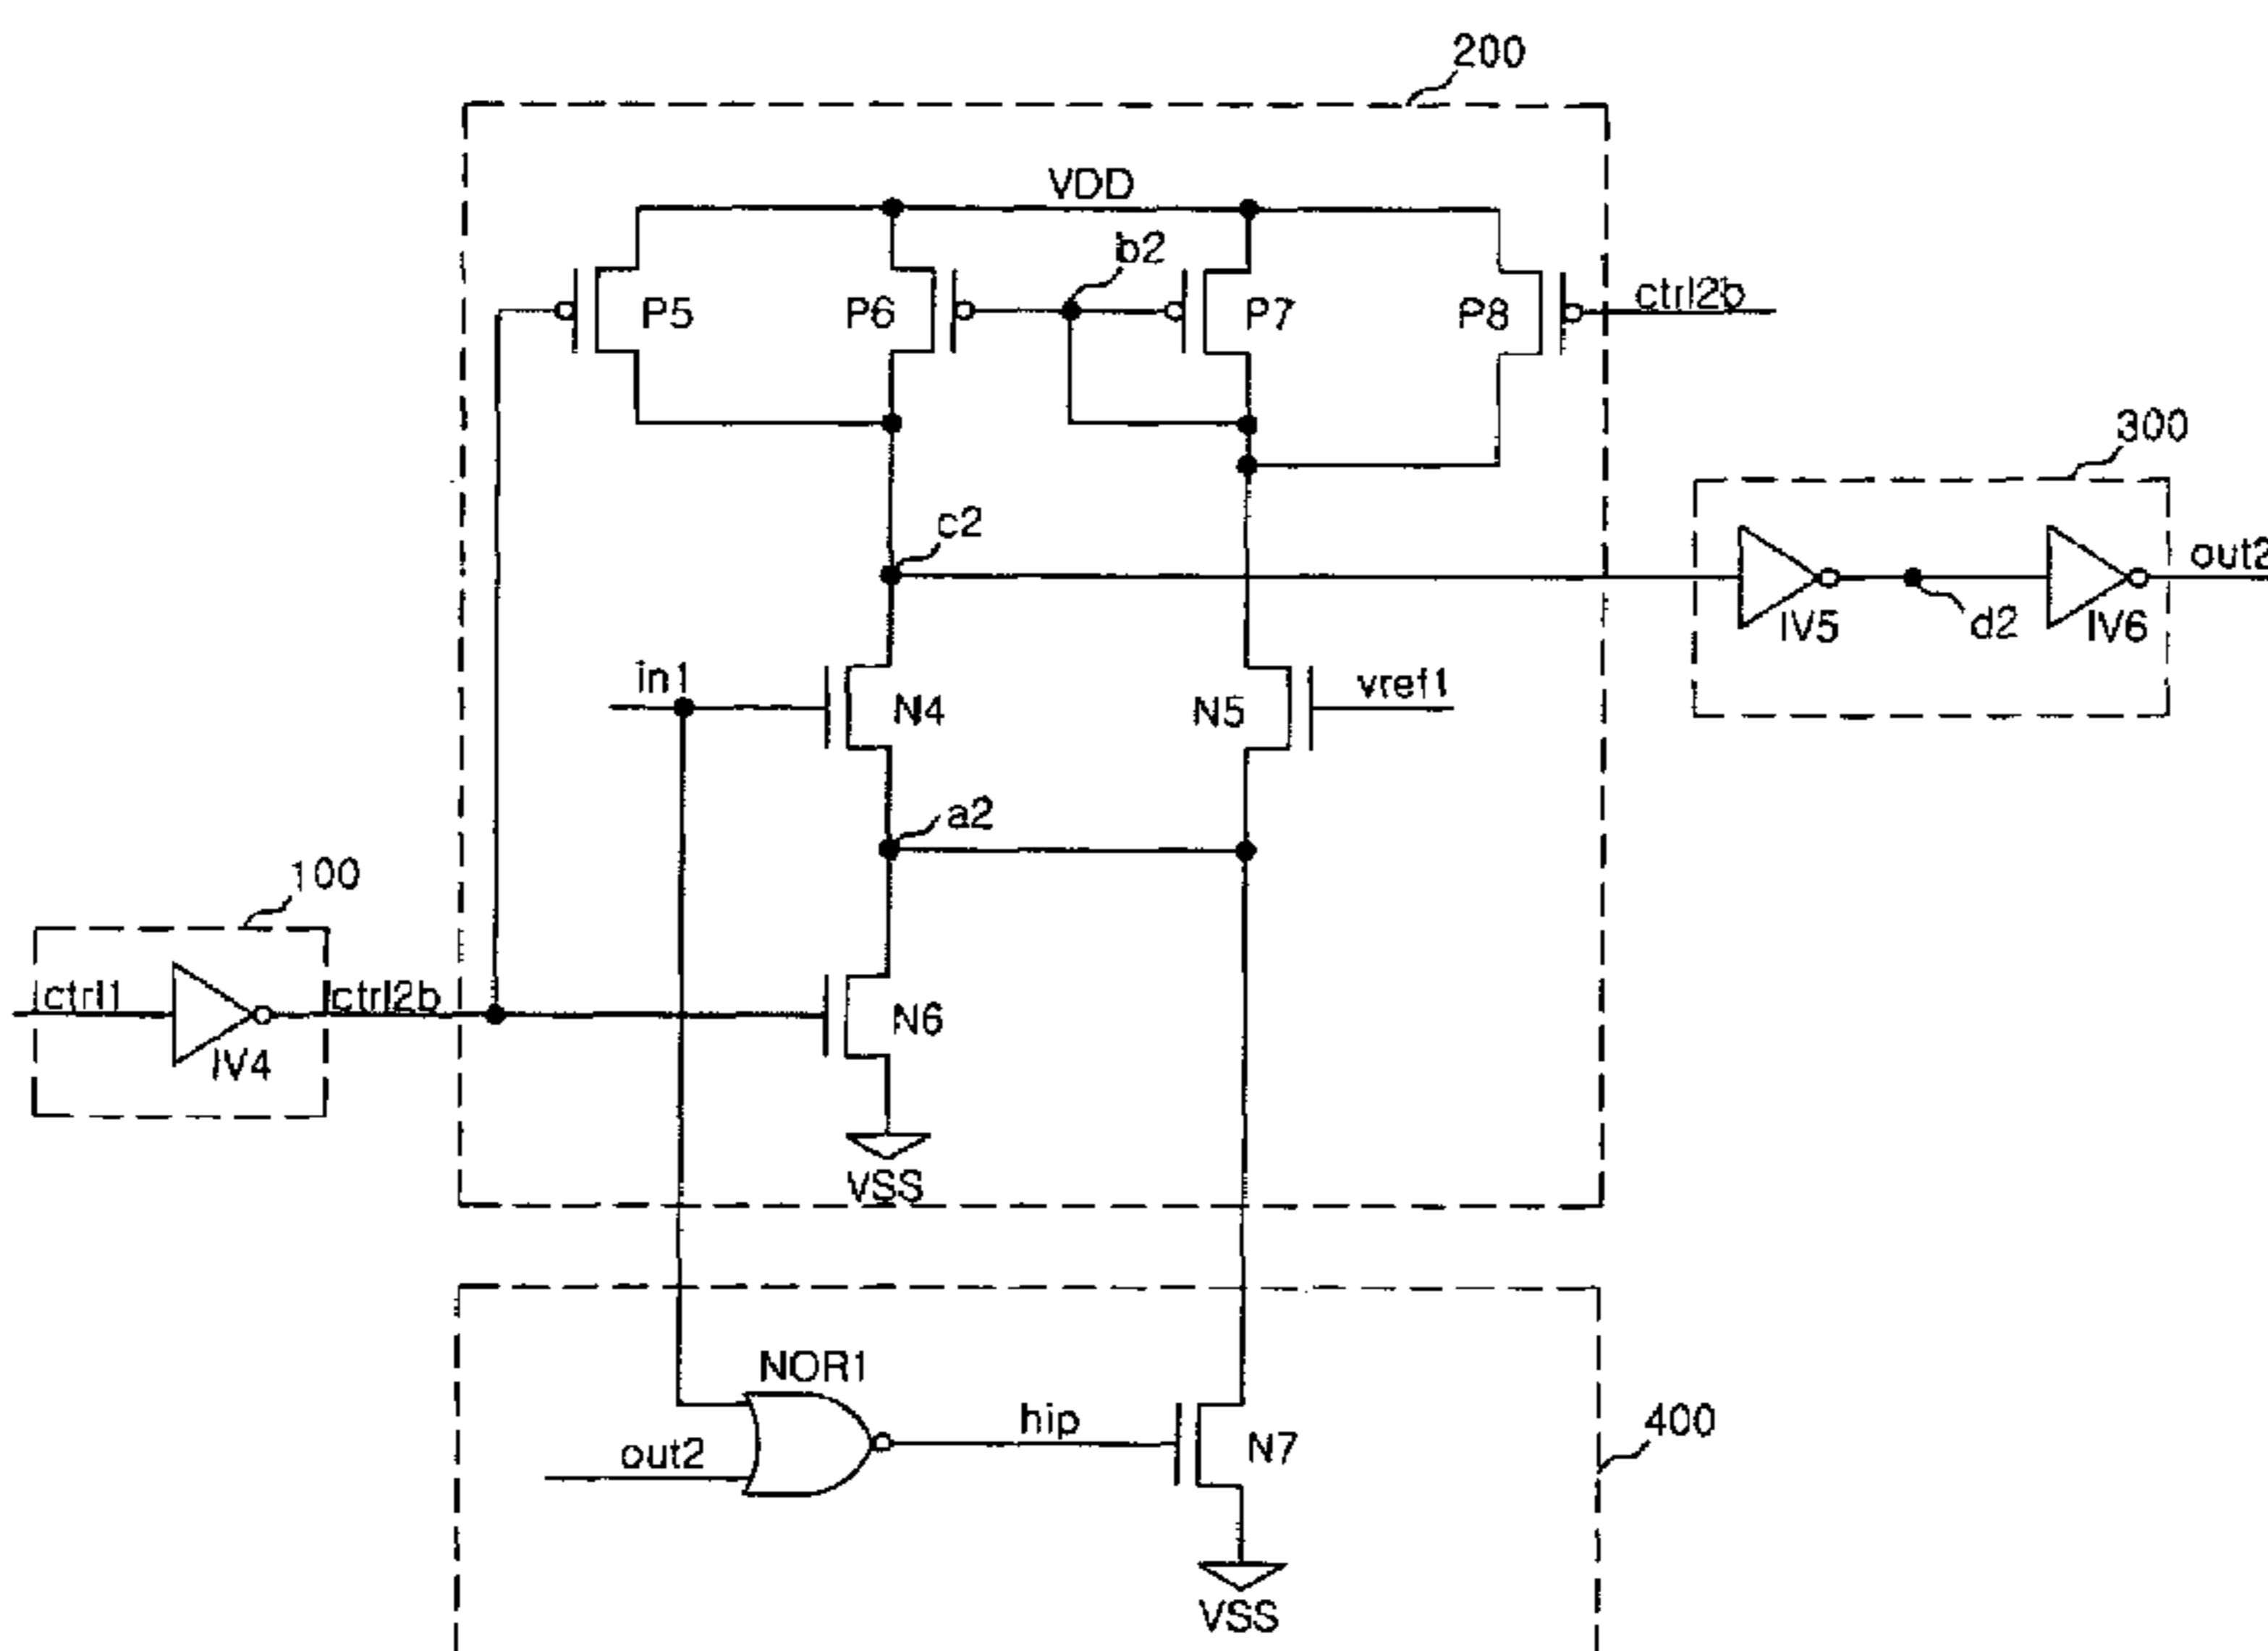 200
VDD
b2
P5
P6
P7
P8
ctrl2b
300
c2
out2
IV5
d2
IV6
in1
N4
N5
vref1
a2
100
ctrl1
ctrl2b
IV4
N6
VSS
NOR1
hip
out2
N7
400
VSS